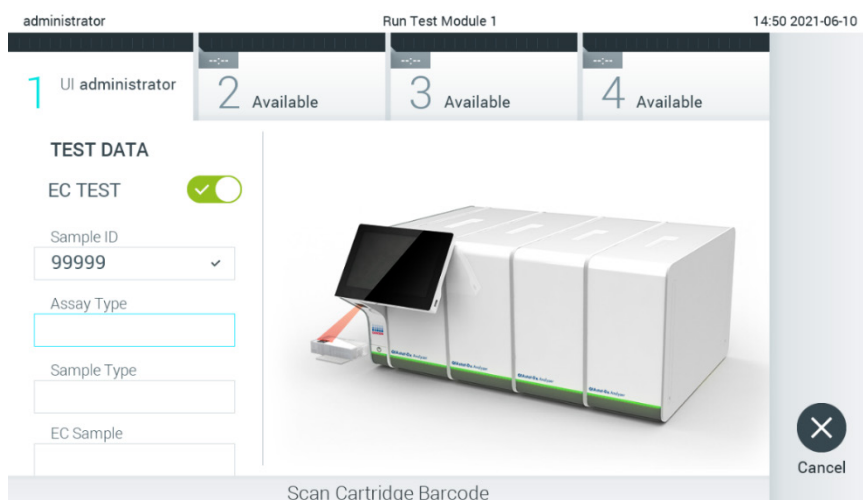 administrator Run Test Module 1 14:50 2021-06-10
1 UI administrator
--:--
2 Available
--:--
3 Available
--:--
4 Available
TEST DATA
EC TEST
Sample ID
99999
Assay Type
Sample Type
EC Sample
Scan Cartridge Barcode
Cancel